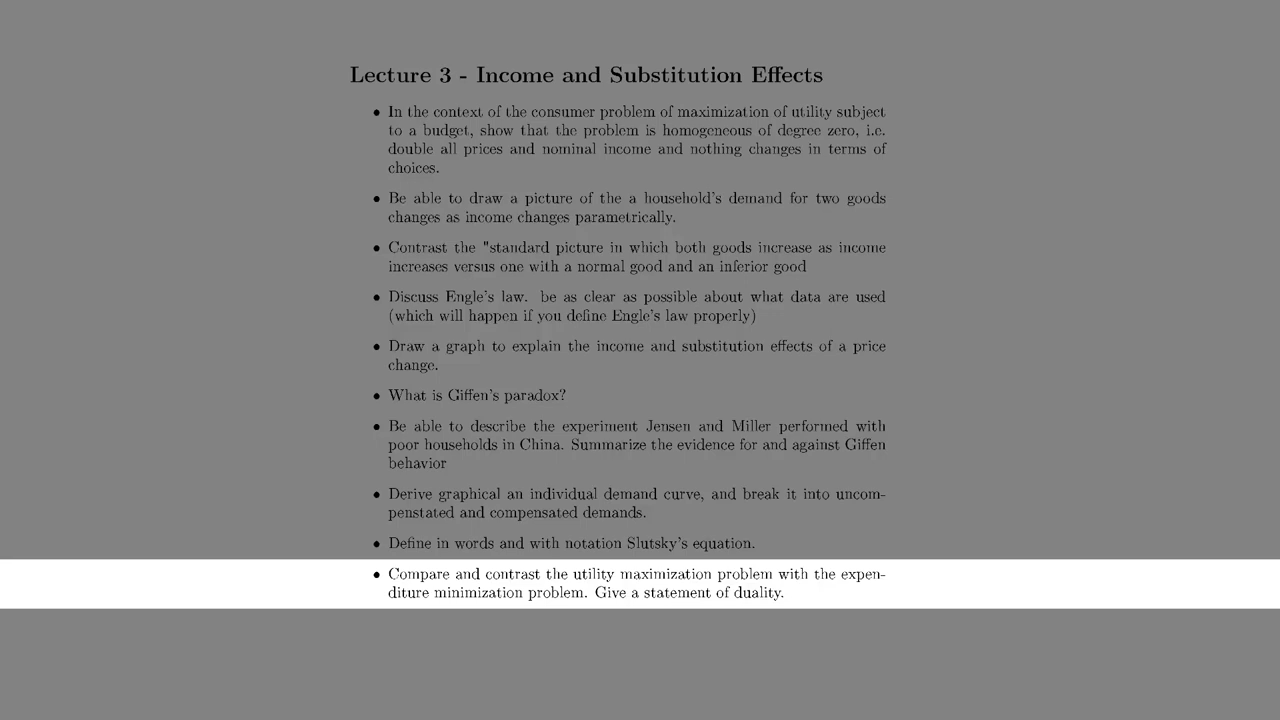 Lecture 3 - Income and Substitution Effects
• In the context of the consumer problem of maximization of utility subject
to a budget, show that the problem is homogeneous of degree zero, i.e.
double all prices and nominal income and nothing changes in terms of
choices.
• Be able to draw a picture of the a household's demand for two goods
changes as income changes parametrically.
• Contrast the "standard picture in which both goods increase as income
increases versus one with a normal good and an inferior good
• Discuss Engle's law. be as clear as possible about what data are used
(which will happen if you define Engle's law properly)
• Draw a graph to explain the income and substitution effects of a price
change.
• What is Giffen's paradox?
• Be able to describe the experiment Jensen and Miller performed with
poor households in China. Summarize the evidence for and against Giffen
behavior
• Derive graphical an individual demand curve, and break it into uncom-
penstated and compensated demands.
• Define in words and with notation Slutsky's equation.
• Compare and contrast the utility maximization problem with the expen-
diture minimization problem. Give a statement of duality.